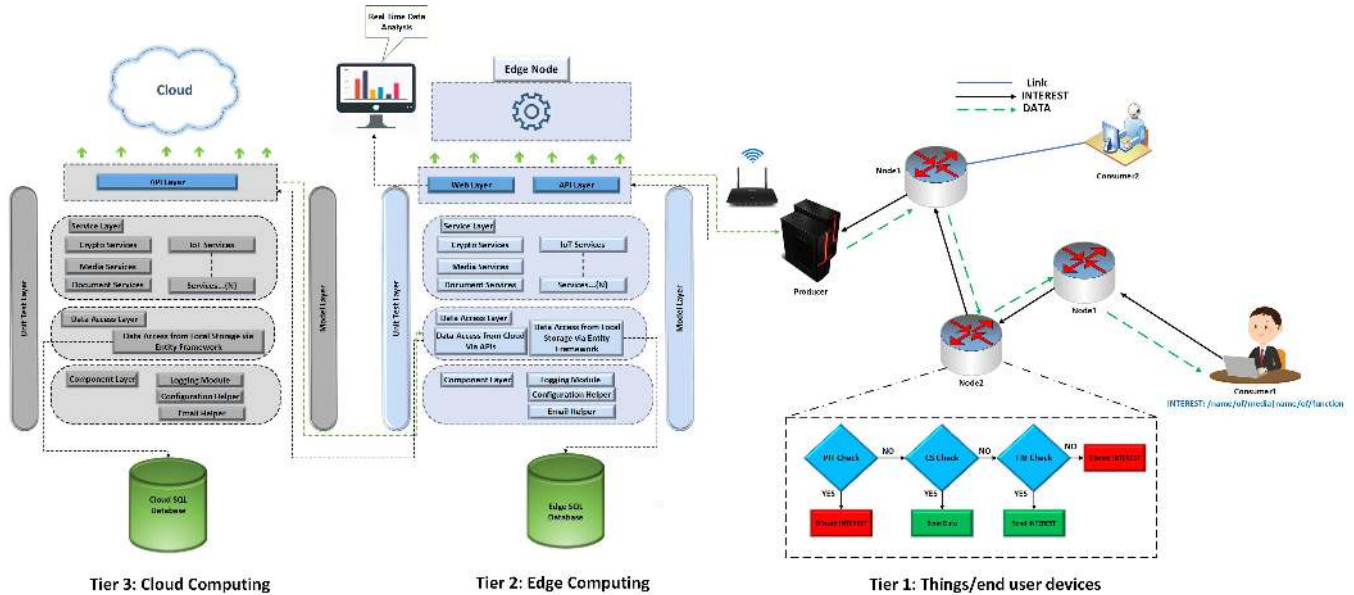 Real Time Data
Analysis
Cloud
API Layer
Unit Test Layer
Model Layer
Service Layer
Crypto Services
IoT Services
Media Services
Document Services
Services...(N)
Data Access Layer
Data Access from Local Storage via
Entity Framework
Component Layer
Logging Module
Configuration Helper
Email Helper
Cloud SQL
Database
Tier 3: Cloud Computing
Edge Node
Web Layer
API Layer
Unit Test Layer
Model Layer
Service Layer
Crypto Services
IoT Services
Media Services
Document Services
Services...(N)
Data Access Layer
Data Access from Cloud
Via APIs
Data Access from Local
Storage via Entity
Framework
Component Layer
Logging Module
Configuration Helper
Email Helper
Edge SQL
Database
Tier 2: Edge Computing
Link
INTEREST
DATA
Consumer2
Node1
Producer
Node1
Node2
Consumer1
INTEREST: /name/of/media|name/of/function
PIT Check
NO
CS Check
NO
FIB Check
NO
INTEREST
YES
YES
YES
INTEREST
Data
Send INTEREST
Tier 1: Things/end user devices